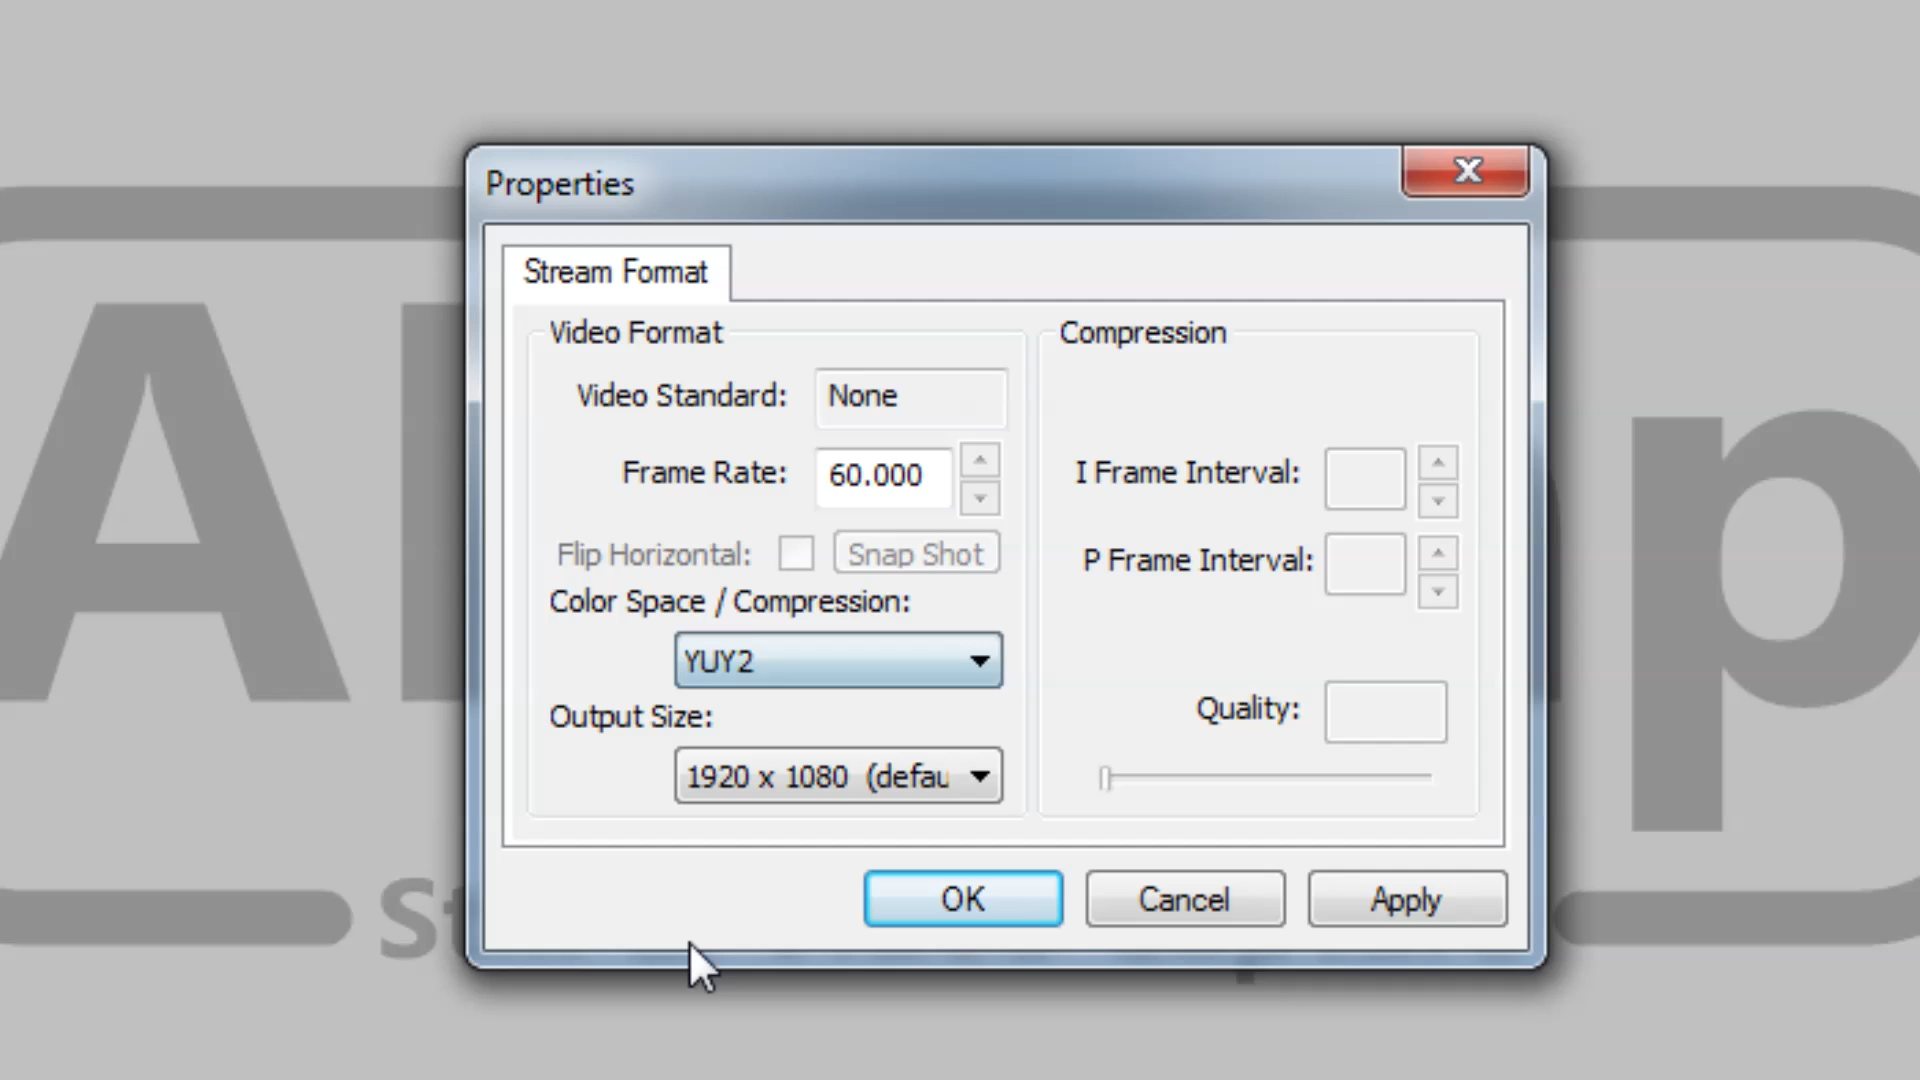 Properties
Stream Format
Video Format
Video Standard: None
Frame Rate: 60.000
Flip Horizontal: Snap Shot
Color Space / Compression:
YUY2
Output Size:
1920 x 1080 (defau
Compression
I Frame Interval:
P Frame Interval:
Quality:
OK Cancel Apply